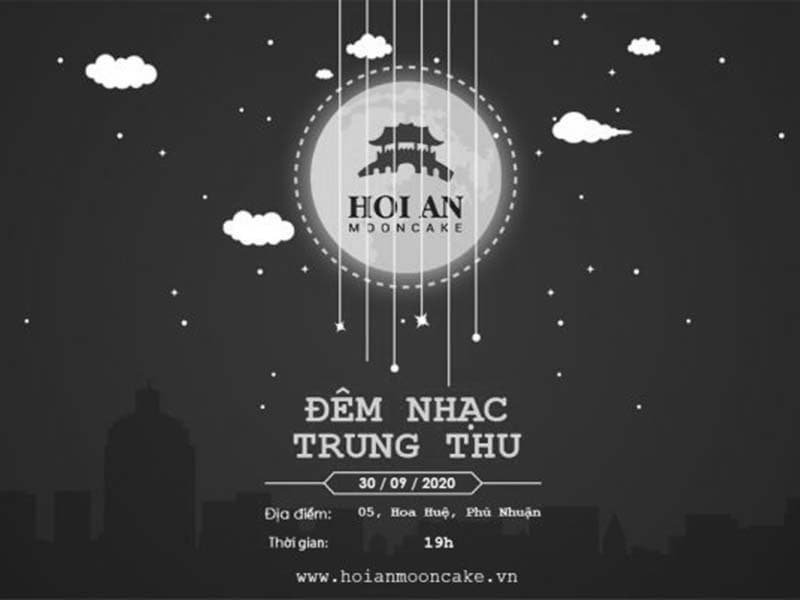 HOI AN
MOONCAKE
ĐÊM NHẠC
TRUNG THU
30 / 09 / 2020
Địa điểm: 05, Hoa Huệ, Phú Nhuận
Thời gian: 19h
www.hoianmooncake.vn